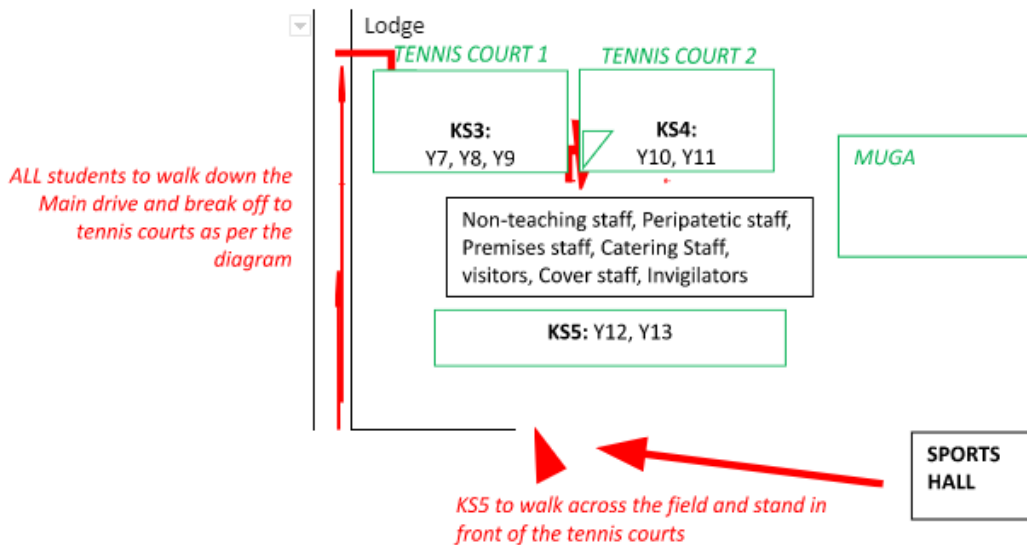 Lodge
TENNIS COURT 1
TENNIS COURT 2
KS3:
Y7, Y8, Y9
KS4:
Y10, Y11
MUGA
ALL students to walk down the
Main drive and break off to
tennis courts as per the
diagram
Non-teaching staff, Peripatetic staff,
Premises staff, Catering Staff,
visitors, Cover staff, Invigilators
KS5: Y12, Y13
SPORTS
HALL
KS5 to walk across the field and stand in
front of the tennis courts